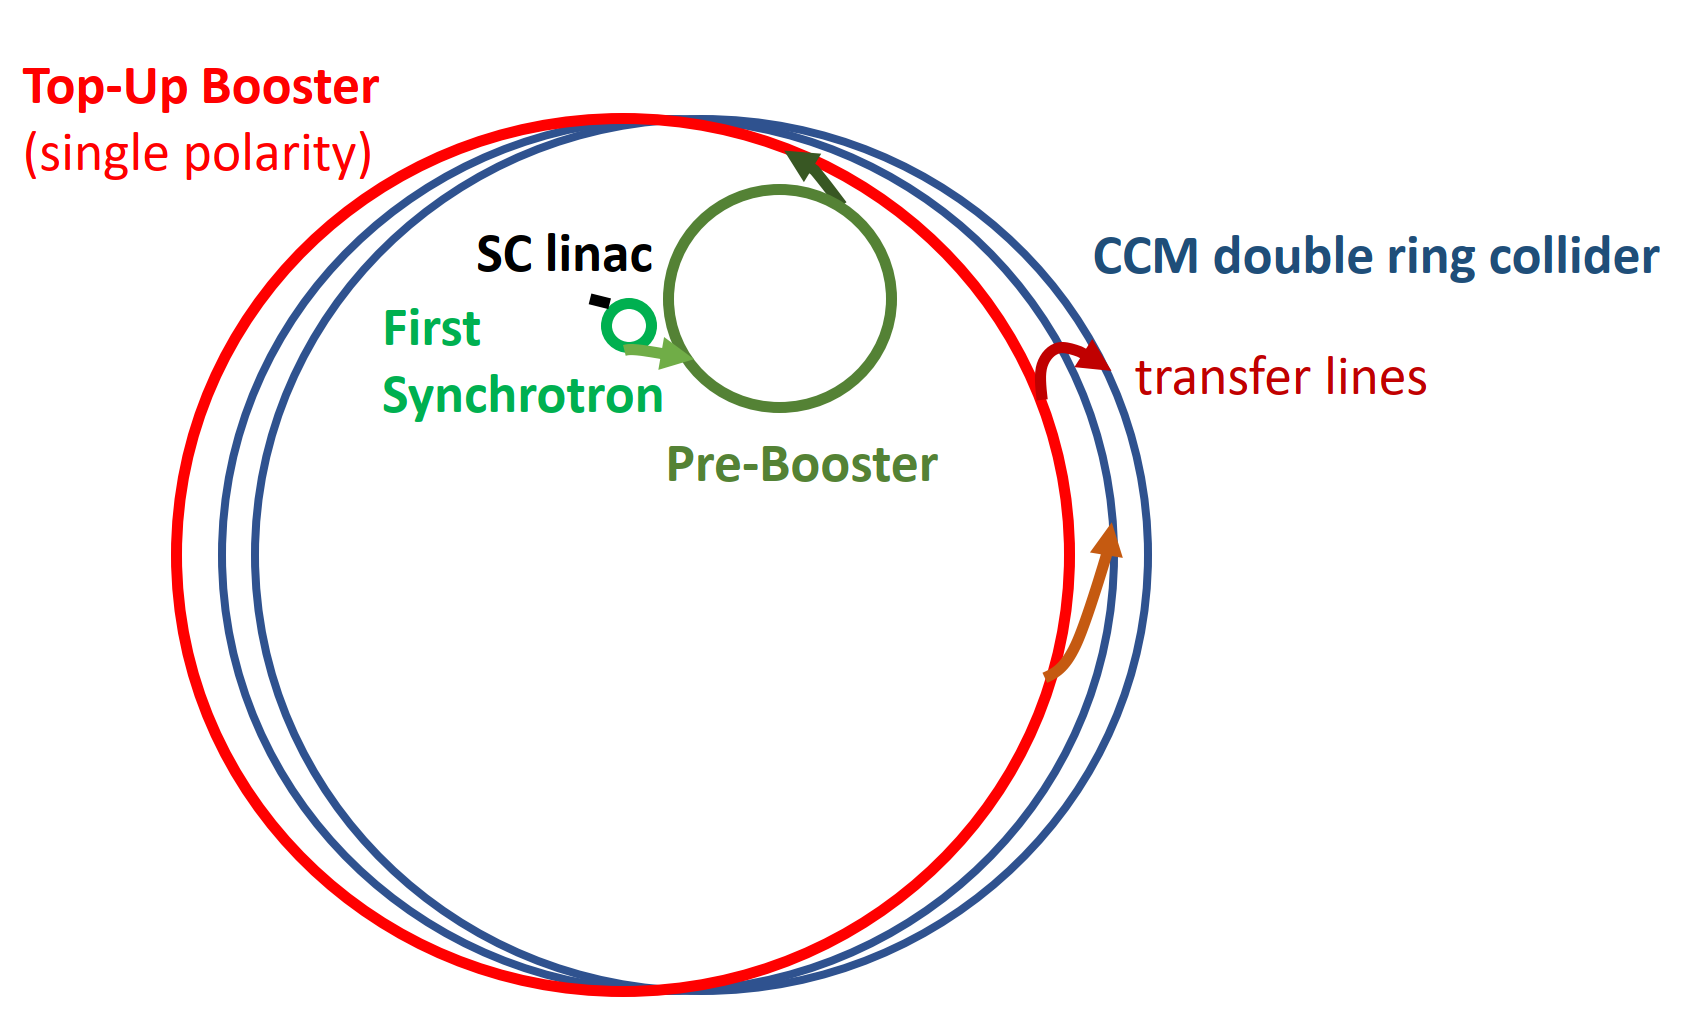 Top-Up Booster
(single polarity)
SC linac
First
Synchrotron
Pre-Booster
CCM double ring collider
transfer lines